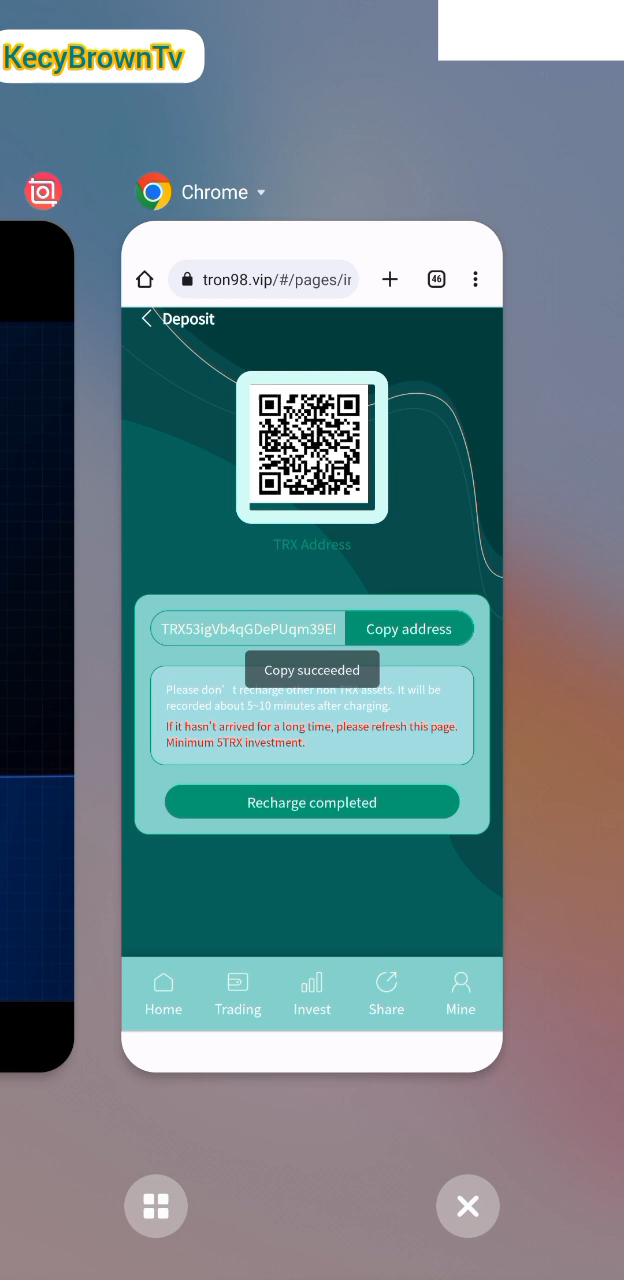 KecyBrownTv
Chrome
tron98.vip/#/pages/ir
46
Deposit
TRX Address
TRX53igVb4qGDePUqm39EI
Copy address
Copy succeeded
Please don' t recharge other non TRX assets. It will be
recorded about 5~10 minutes after charging.
If it hasn't arrived for a long time, please refresh this page.
Minimum 5TRX investment.
Recharge completed
Home
Trading
Invest
Share
Mine